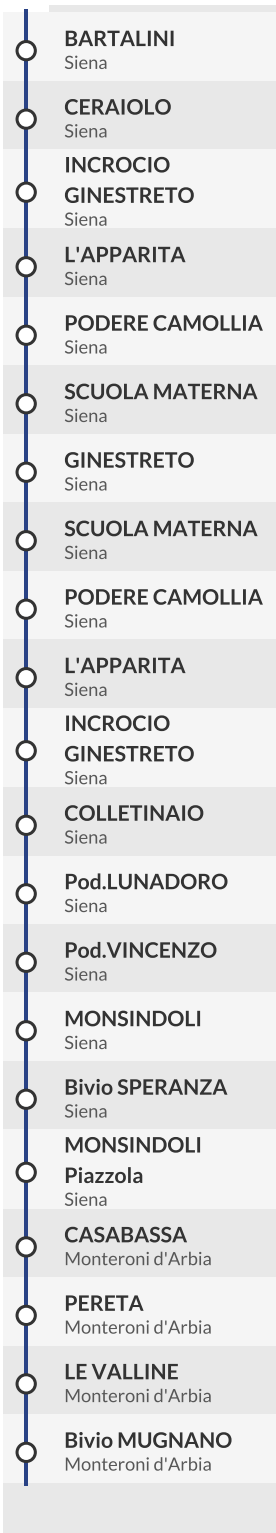 BARTALINI
Siena
CERAIOLO
Siena
INCROCIO
GINESTRETO
Siena
L'APPARITA
Siena
PODERE CAMOLLIA
Siena
SCUOLA MATERNA
Siena
GINESTRETO
Siena
SCUOLA MATERNA
Siena
PODERE CAMOLLIA
Siena
L'APPARITA
Siena
INCROCIO
GINESTRETO
Siena
COLLETINAIO
Siena
Pod.LUNADORO
Siena
Pod.VINCENZO
Siena
MONSINDOLI
Siena
Bivio SPERANZA
Siena
MONSINDOLI
Piazzola
Siena
CASABASSA
Monteroni d'Arbia
PERETA
Monteroni d'Arbia
LE VALLINE
Monteroni d'Arbia
Bivio MUGNANO
Monteroni d'Arbia